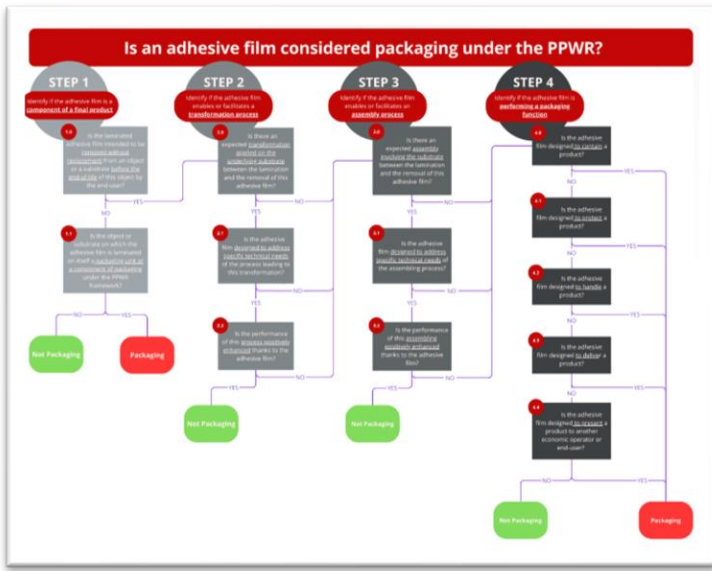 Is an adhesive film considered packaging under the PPWR?
STEP 1
Identify if the adhesive film is a
component of a final product
1.0
Is the laminated
adhesive film intended to be
removed without
replacement from an object
or a substrate before the
end-of-life of this object by
the end-user?
YES
NO
1.1
Is the object or
substrate on which the
adhesive film is laminated
on itself a packaging unit or
a component of packaging
under the PPWR
framework?
NO
YES
Not Packaging
Packaging
STEP 2
Identify if the adhesive film
enables or facilitates a
transformation process
2.0
Is there an
expected transformation
applied on the
underlying substrate
between the lamination
and the removal of this
adhesive film?
NO
YES
2.1
Is the adhesive
film designed to address
specific technical needs
of the process leading to
this transformation?
NO
YES
2.2
Is the performance
of this process positively
enhanced thanks to the
adhesive film?
NO
YES
Not Packaging
STEP 3
Identify if the adhesive film
enables or facilitates an
assembly process
3.0
Is there an
expected assembly
involving the substrate
between the lamination
and the removal of this
adhesive film?
NO
YES
3.1
Is the adhesive
film designed to address
specific technical needs of
the assembling process?
NO
YES
Is the performance
of this assembling
positively enhanced
thanks to the adhesive
film?
NO
YES
Not Packaging
STEP 4
Identify if the adhesive film is
performing a packaging
function
Is the adhesive
film designed to contain a
product?
YES
NO
4.1
Is the adhesive
film designed to protect a
product?
YES
NO
4.2
Is the adhesive
film designed to handle a
product?
YES
NO
4.3
Is the adhesive
film designed to deliver a
product?
YES
NO
4.4
Is the adhesive
film designed to present a
product to another
economic operator or
end-user?
NO
YES
Not Packaging
Packaging